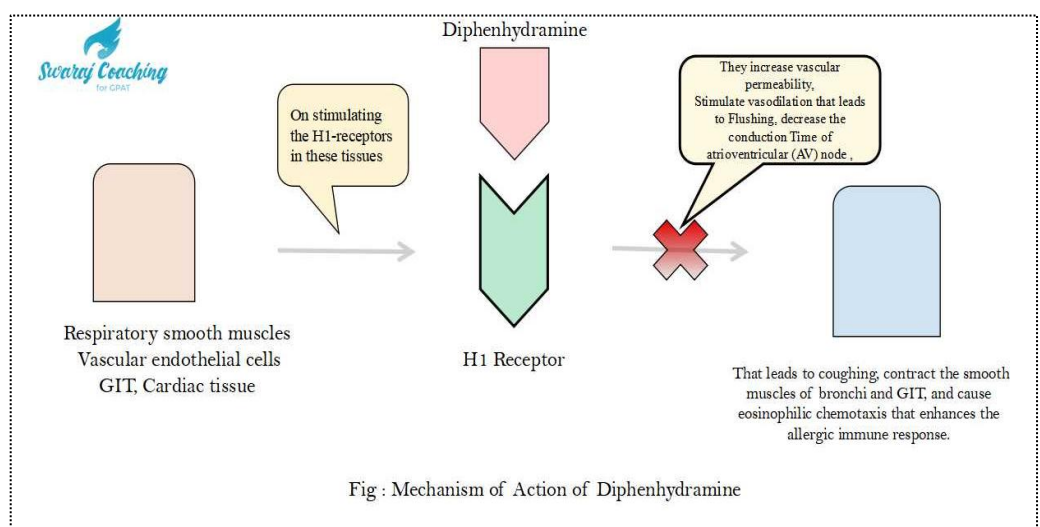 Swaraj Coaching
for GPAT
Diphenhydramine
On stimulating
the H1-receptors
in these tissues
They increase vascular
permeability,
Stimulate vasodilation that leads
to Flushing, decrease the
conduction Time of
atrioventricular (AV) node ,
Respiratory smooth muscles
Vascular endothelial cells
GIT, Cardiac tissue
H1 Receptor
That leads to coughing, contract the smooth
muscles of bronchi and GIT, and cause
eosinophilic chemotaxis that enhances the
allergic immune response.
Fig : Mechanism of Action of Diphenhydramine